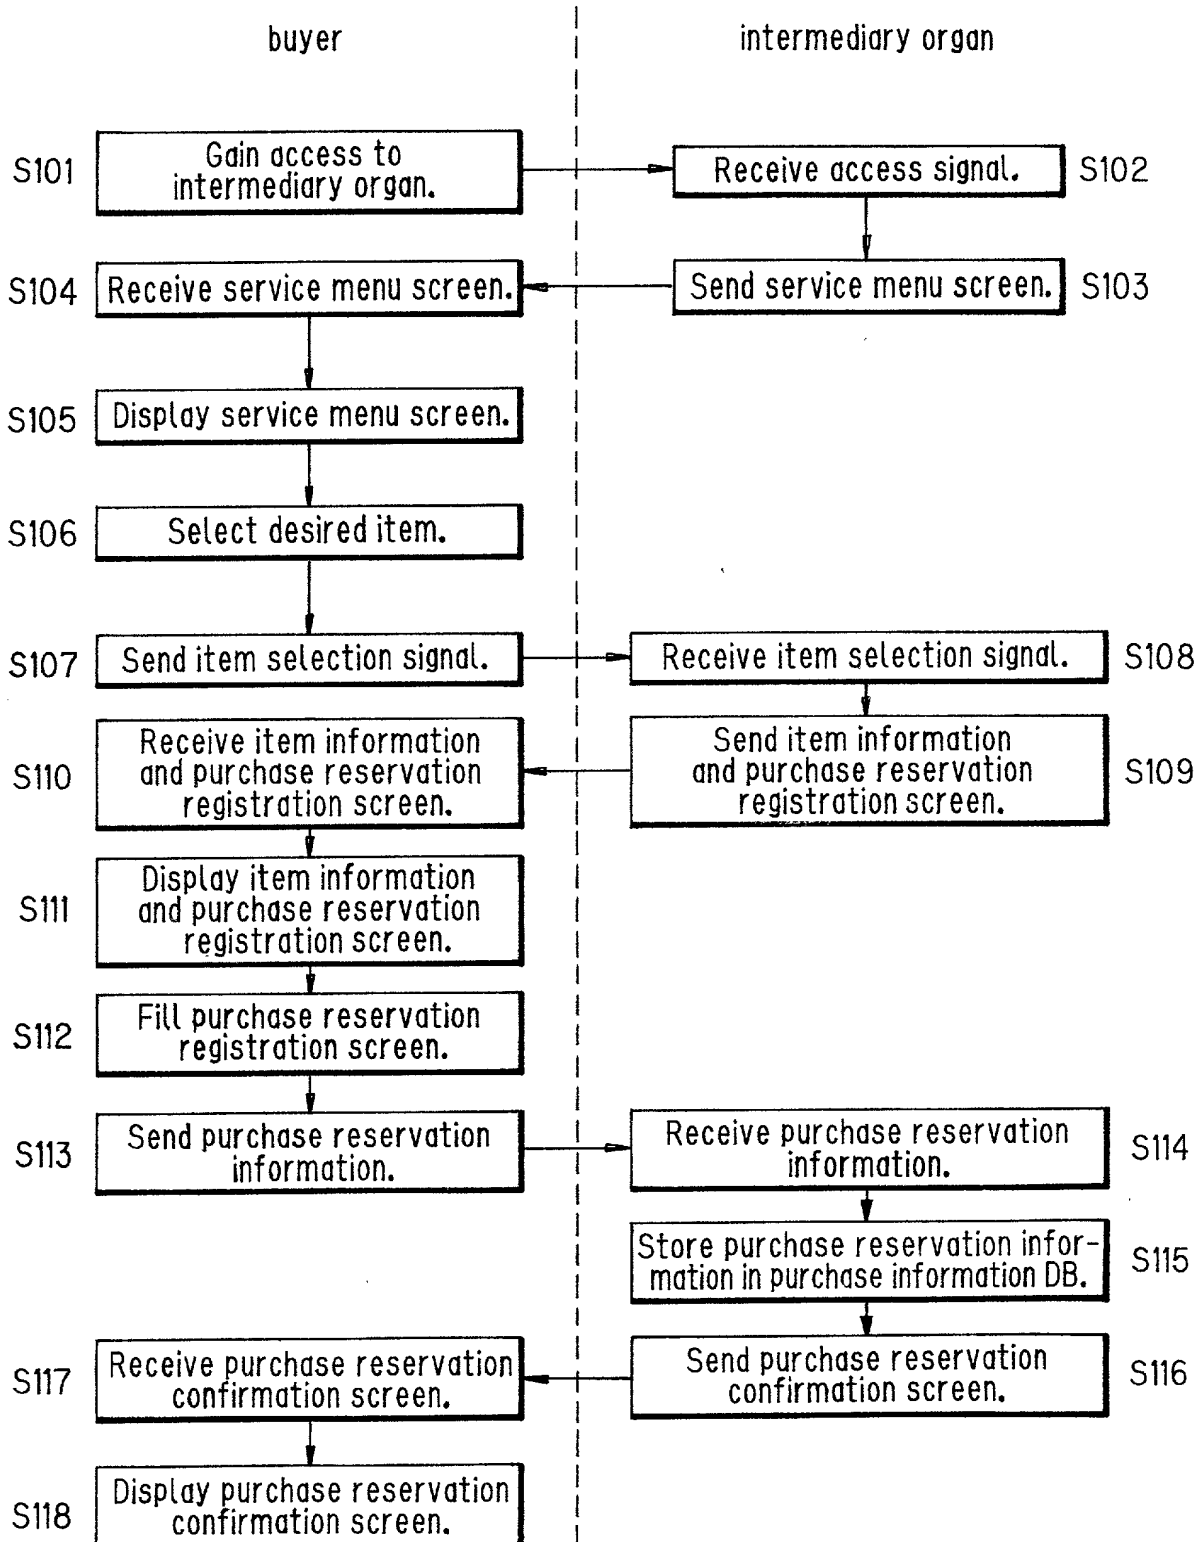 buyer
intermediary organ
S101
Gain access to
intermediary organ.
Receive access signal.
S102
S104
Receive service menu screen.
Send service menu screen.
S103
S105
Display service menu screen.
S106
Select desired item.
S107
Send item selection signal.
Receive item selection signal.
S108
S110
Receive item information
and purchase reservation
registration screen.
Send item information
and purchase reservation
registration screen.
S109
S111
Display item information
and purchase reservation
registration screen.
S112
Fill purchase reservation
registration screen.
S113
Send purchase reservation
information.
Receive purchase reservation
information.
S114
Store purchase reservation infor-
mation in purchase information DB.
S115
S117
Receive purchase reservation
confirmation screen.
Send purchase reservation
confirmation screen.
S116
S118
Display purchase reservation
confirmation screen.